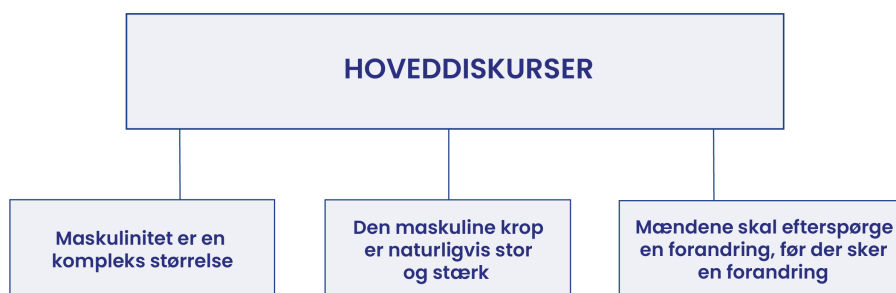 HOVEDDISKURSER
Maskulinitet er en
kompleks størrelse
Den maskuline krop
er naturligvis stor
og stærk
Mændene skal efterspørge
en forandring, før der sker
en forandring